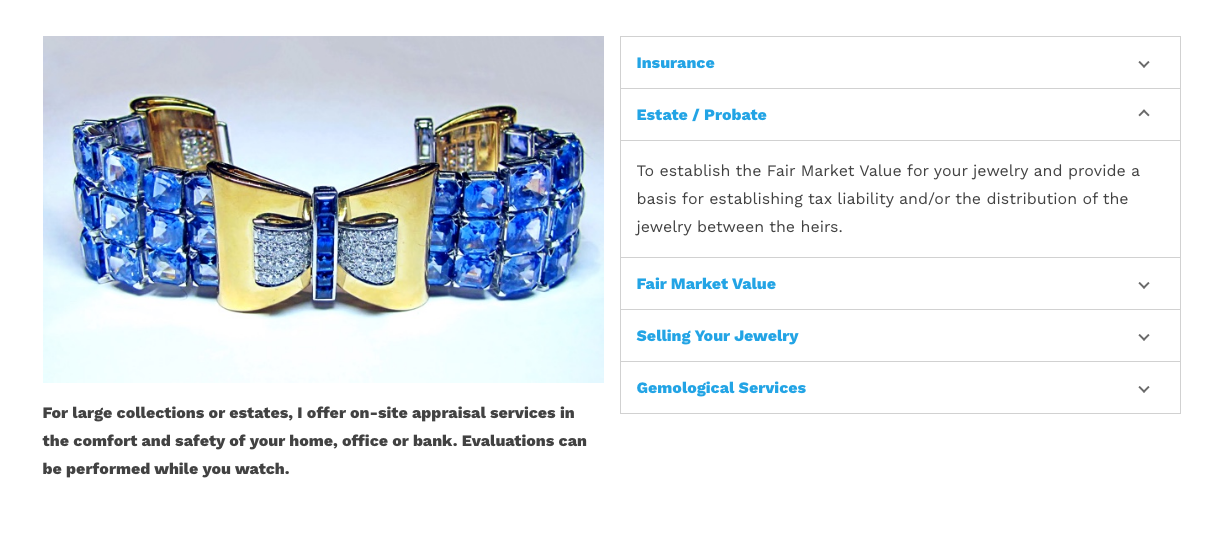 For large collections or estates, I offer on-site appraisal services in
the comfort and safety of your home, office or bank. Evaluations can
be performed while you watch.
Insurance
Estate / Probate
To establish the Fair Market Value for your jewelry and provide a
basis for establishing tax liability and/or the distribution of the
jewelry between the heirs.
Fair Market Value
Selling Your Jewelry
Gemological Services